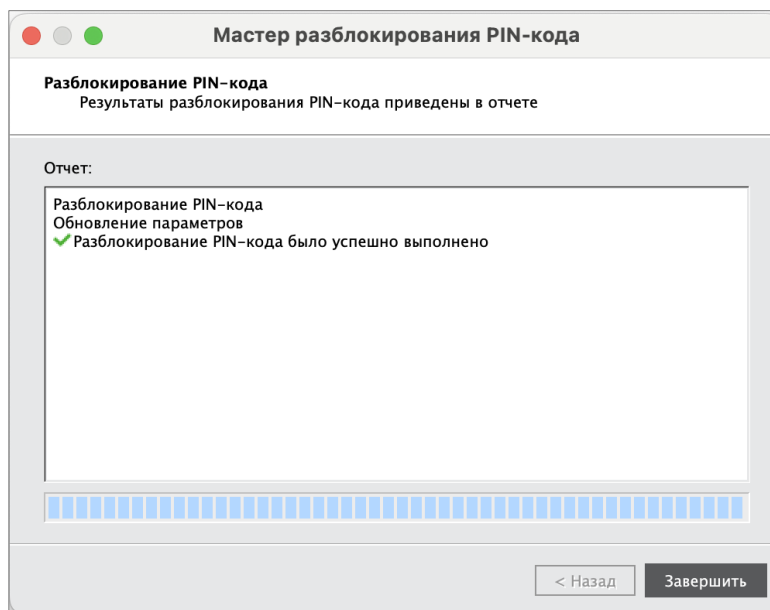 Мастер разблокирования PIN-кода
Разблокирование PIN-кода
Результаты разблокирования PIN-кода приведены в отчете
Отчет:
Разблокирование PIN-кода
Обновление параметров
Разблокирование PIN-кода было успешно выполнено
< Назад
Завершить